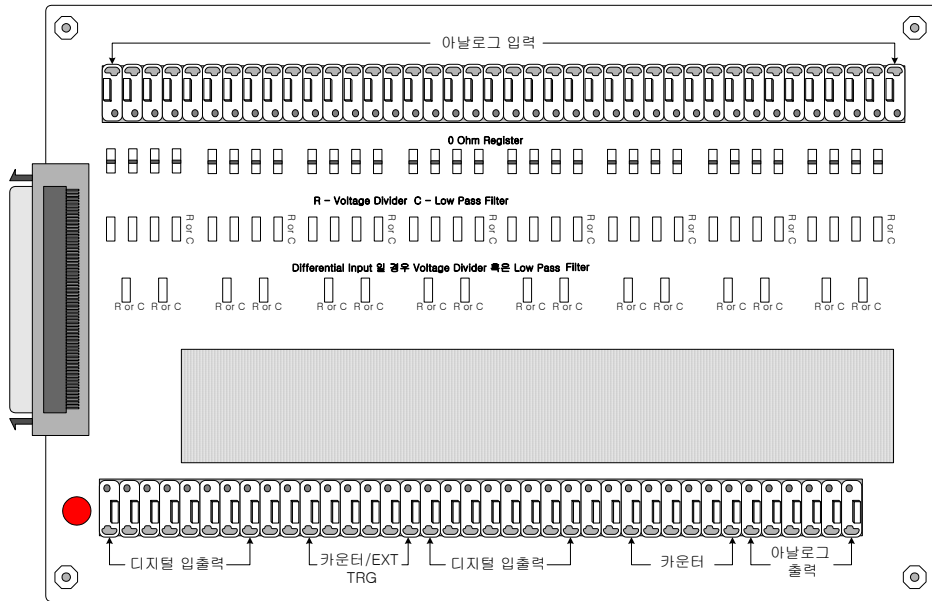 아날로그 입력
0 Ohm Register
R - Voltage Divider C - Low Pass Filter
R or C R or C R or C R or C R or C R or C R or C R or C
Differential Input 일 경우 Voltage Divider 혹은 Low Pass Filter
R or C R or C R or C R or C R or C R or C R or C R or C R or C R or C R or C R or C R or C R or C R or C R or C
디지털 입출력
카운터/EXT
TRG
디지털 입출력
카운터
아날로그
출력